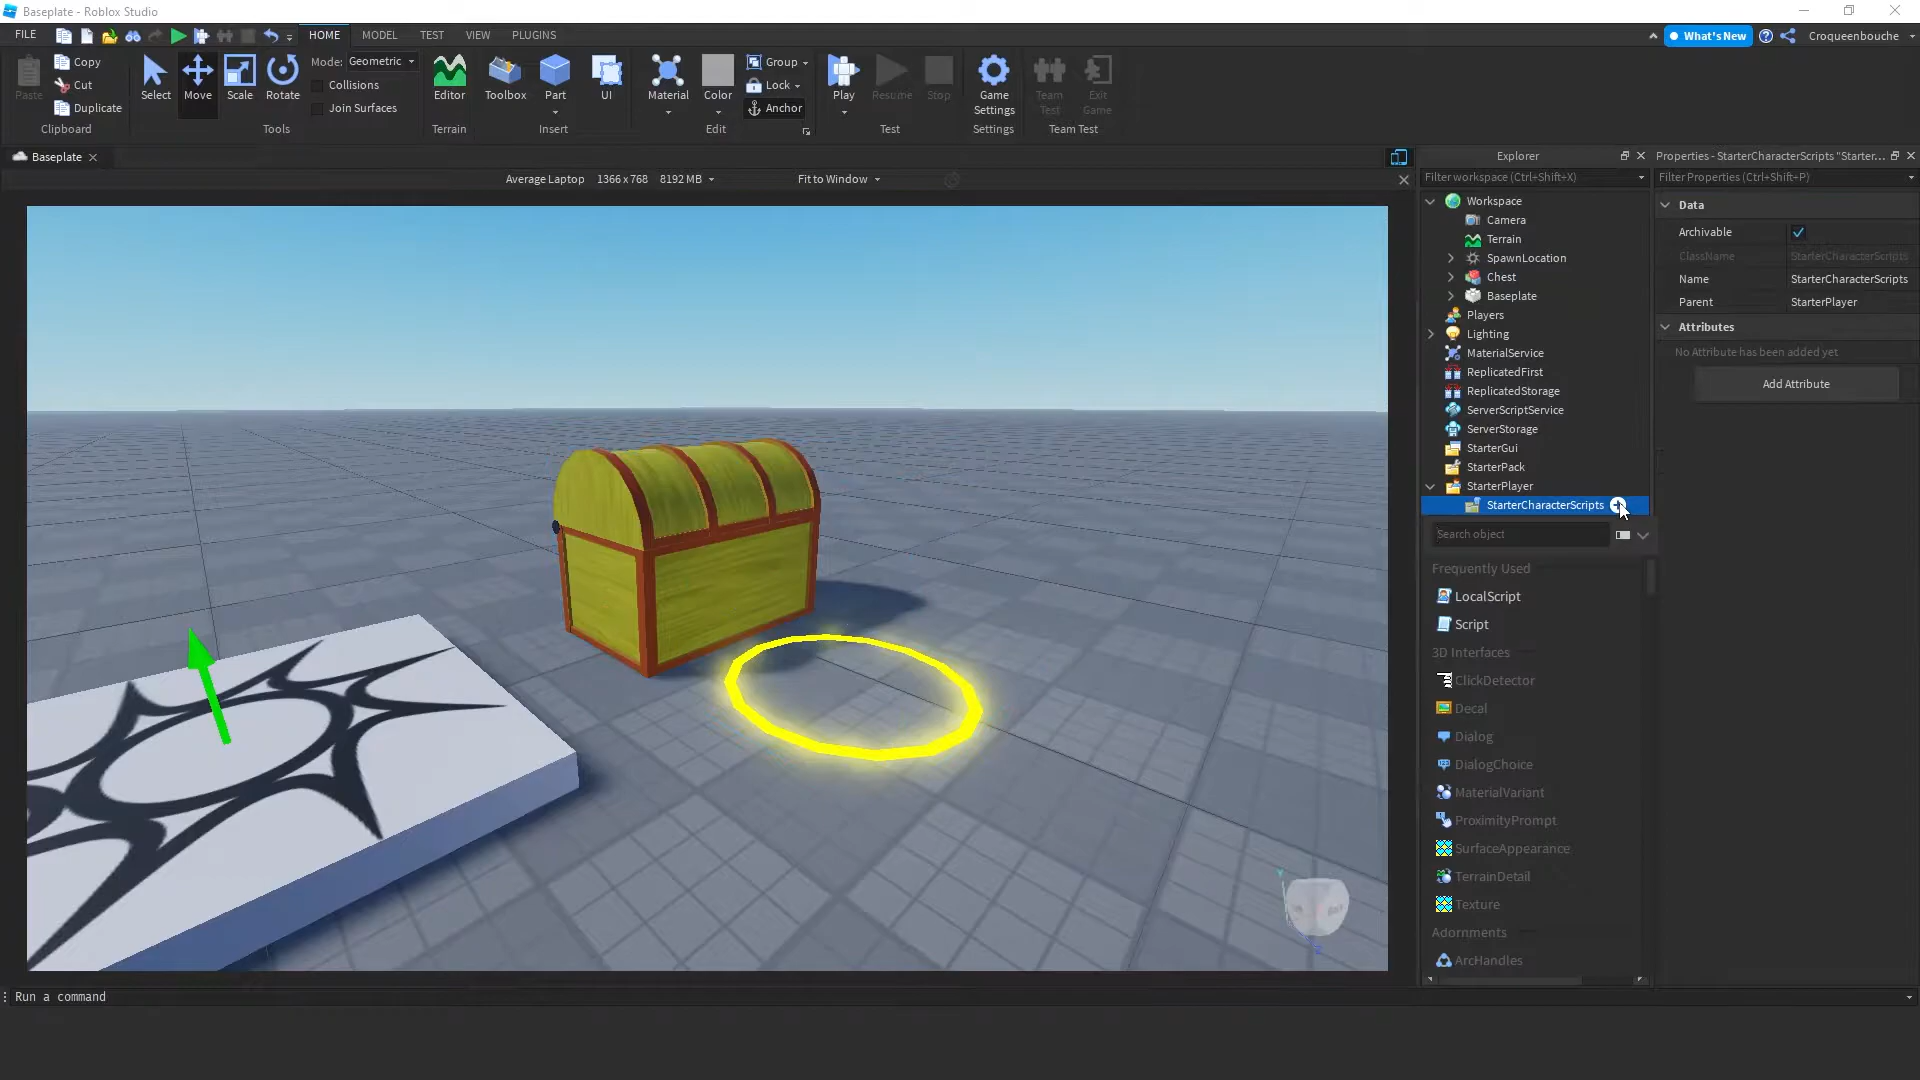 Baseplate - Roblox Studio
FILE HOME MODEL TEST VIEW PLUGINS What's New Croqueenbouche
Paste Copy Cut Duplicate Clipboard
Select Move Scale Rotate Mode: Geometric Collisions Join Surfaces Tools
Editor Terrain
Toolbox Part UI Insert
Material Color Group Lock Anchor Edit
Play Resume Stop Test
Game Settings Settings
Team Test Exit Game Team Test
Baseplate
Average Laptop 1366 x 768 8192 MB Fit to Window
Explorer
Filter workspace (Ctrl+Shift+X)
Workspace
Camera
Terrain
SpawnLocation
Chest
Baseplate
Players
Lighting
MaterialService
ReplicatedFirst
ReplicatedStorage
ServerScriptService
ServerStorage
StarterGui
StarterPack
StarterPlayer
StarterCharacterScripts
Search object
Frequently Used
LocalScript
Script
3D Interfaces
ClickDetector
Decal
Dialog
DialogChoice
MaterialVariant
ProximityPrompt
SurfaceAppearance
TerrainDetail
Texture
Adornments
ArcHandles
Properties - StarterCharacterScripts "Starter...
Filter Properties (Ctrl+Shift+P)
Data
Archivable
ClassName StarterCharacterScripts
Name StarterCharacterScripts
Parent StarterPlayer
Attributes
No Attribute has been added yet
Add Attribute
Run a command